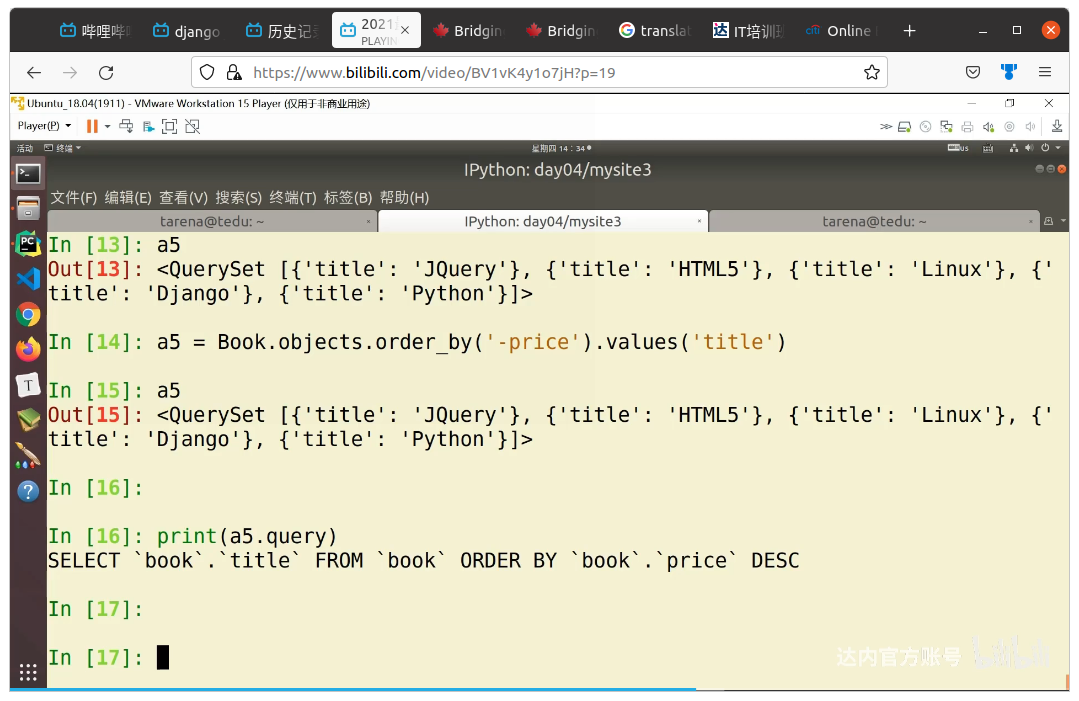 哔哩哔
djang
历史记
2021
PLAYIN
Bridgin
Bridgin
translat
IT培训
Online
https://www.bilibili.com/video/BV1vK4y1o7jH?p=19
Ubuntu_18.04(1911) - VMware Workstation 15 Player (仅用于非商业用途)
Player(P)
活动 终端 星期四 14：34 US
IPython: day04/mysite3
文件(F) 编辑(E) 查看(V) 搜索(S) 终端(T) 标签(B) 帮助(H)
tarena@tedu: ~ IPython: day04/mysite3 tarena@tedu: ~
In [13]: a5
Out[13]: <QuerySet [{'title': 'JQuery'}, {'title': 'HTML5'}, {'title': 'Linux'}, {'
title': 'Django'}, {'title': 'Python'}]>
In [14]: a5 = Book.objects.order_by('-price').values('title')
In [15]: a5
Out[15]: <QuerySet [{'title': 'JQuery'}, {'title': 'HTML5'}, {'title': 'Linux'}, {'
title': 'Django'}, {'title': 'Python'}]>
In [16]:
In [16]: print(a5.query)
SELECT `book`.`title` FROM `book` ORDER BY `book`.`price` DESC
In [17]:
In [17]:
达内官方账号